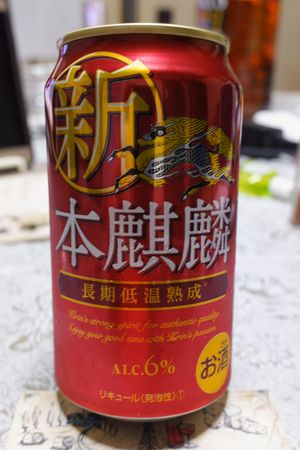 新
本麒麟
長期低温熟成※
Kirin's strong spirit for authentic quality
Enjoy your good time with Kirin's passion
ALC.6%
お酒
リキュール(発泡性)①